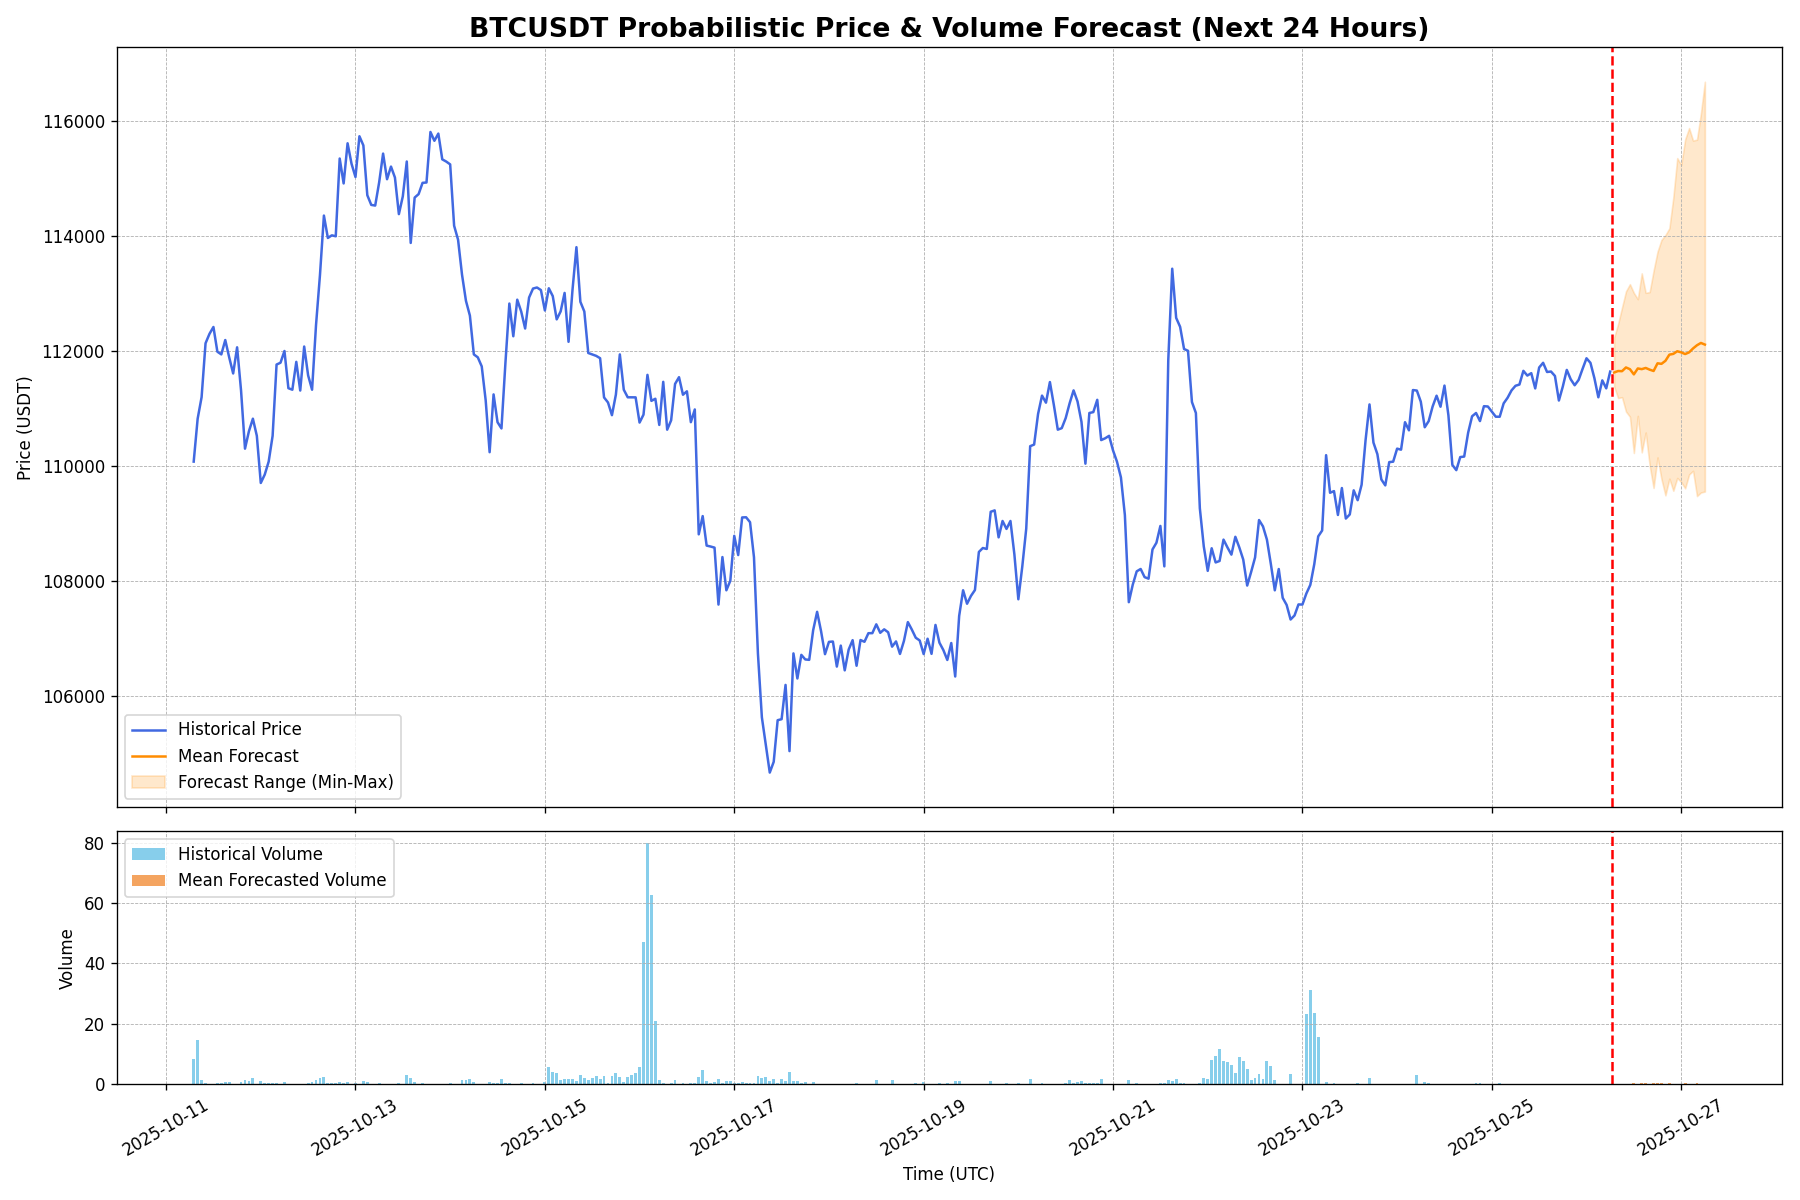 BTCUSDT Probabilistic Price & Volume Forecast (Next 24 Hours)
Price (USDT)
116000
114000
112000
110000
108000
106000
Historical Price
Mean Forecast
Forecast Range (Min-Max)
Volume
80
60
40
20
0
Historical Volume
Mean Forecasted Volume
2025-10-11
2025-10-13
2025-10-15
2025-10-17
2025-10-19
2025-10-21
2025-10-23
2025-10-25
2025-10-27
Time (UTC)